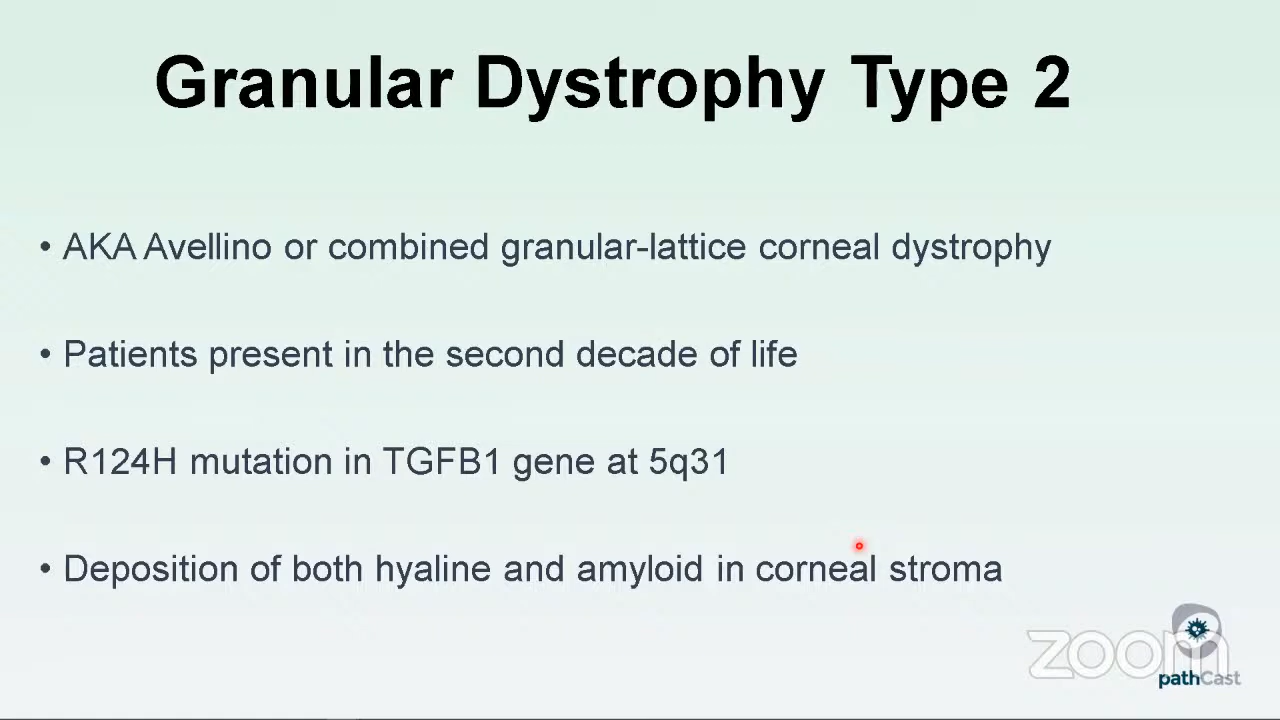 Granular Dystrophy Type 2
• AKA Avellino or combined granular-lattice corneal dystrophy
• Patients present in the second decade of life
• R124H mutation in TGFB1 gene at 5q31
• Deposition of both hyaline and amyloid in corneal stroma
zoom
pathCast